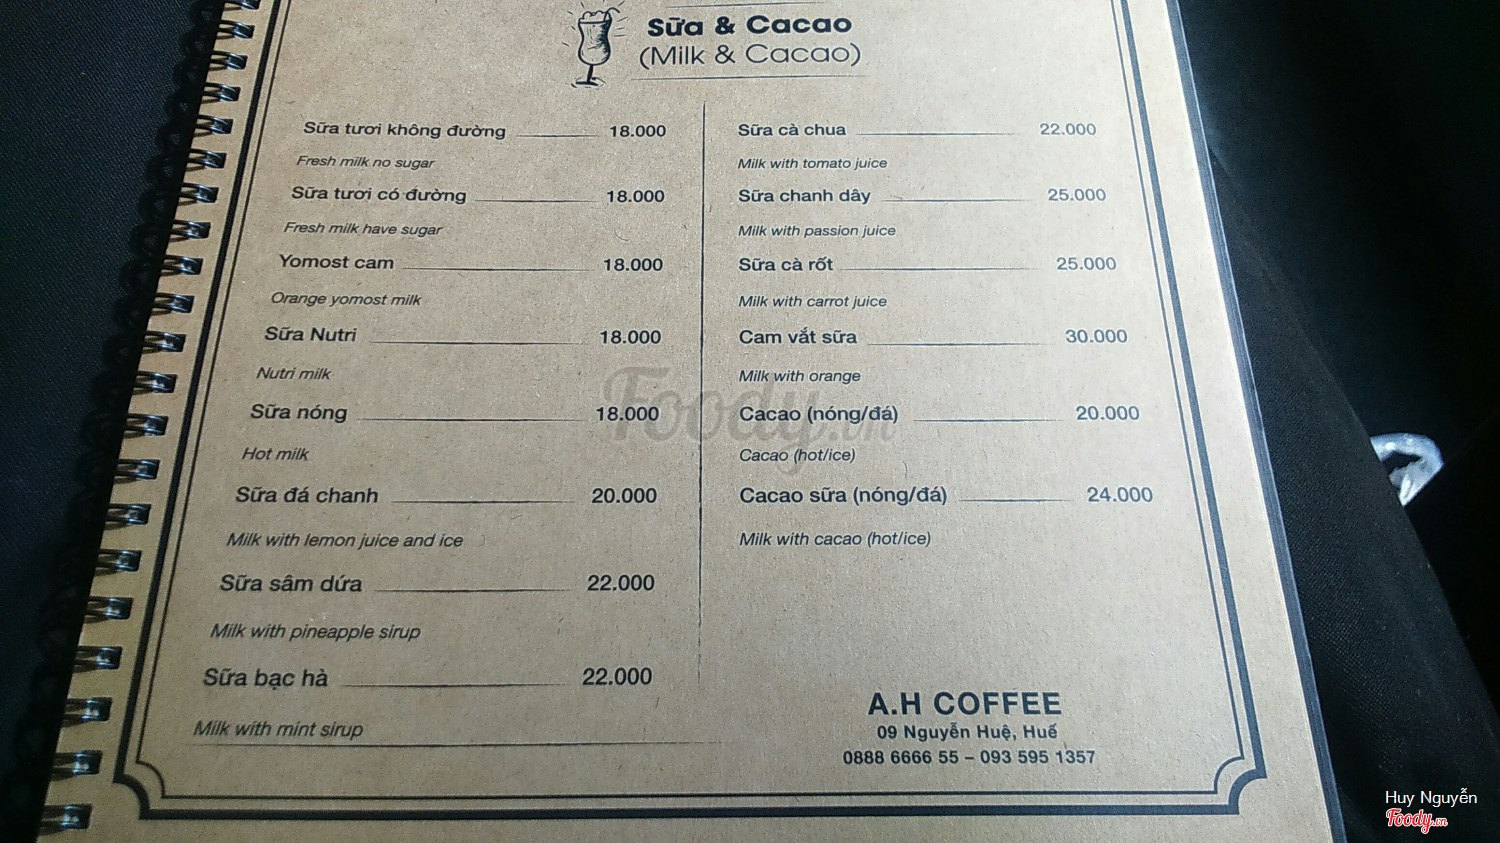 Sữa & Cacao
(Milk & Cacao)
Sữa tươi không đường 18.000
Fresh milk no sugar
Sữa tươi có đường 18.000
Fresh milk have sugar
Yomost cam 18.000
Orange yomost milk
Sữa Nutri 18.000
Nutri milk
Sữa nóng 18.000
Hot milk
Sữa đá chanh 20.000
Milk with lemon juice and ice
Sữa sâm dứa 22.000
Milk with pineapple sirup
Sữa bạc hà 22.000
Milk with mint sirup
Sữa cà chua 22.000
Milk with tomato juice
Sữa chanh dây 25.000
Milk with passion juice
Sữa cà rốt 25.000
Milk with carrot juice
Cam vắt sữa 30.000
Milk with orange
Cacao (nóng/đá) 20.000
Cacao (hot/ice)
Cacao sữa (nóng/đá) 24.000
Milk with cacao (hot/ice)
A.H COFFEE
09 Nguyễn Huệ, Huế
0888 6666 55 – 093 595 1357
Foody.vn
Huy Nguyễn
Foody.vn